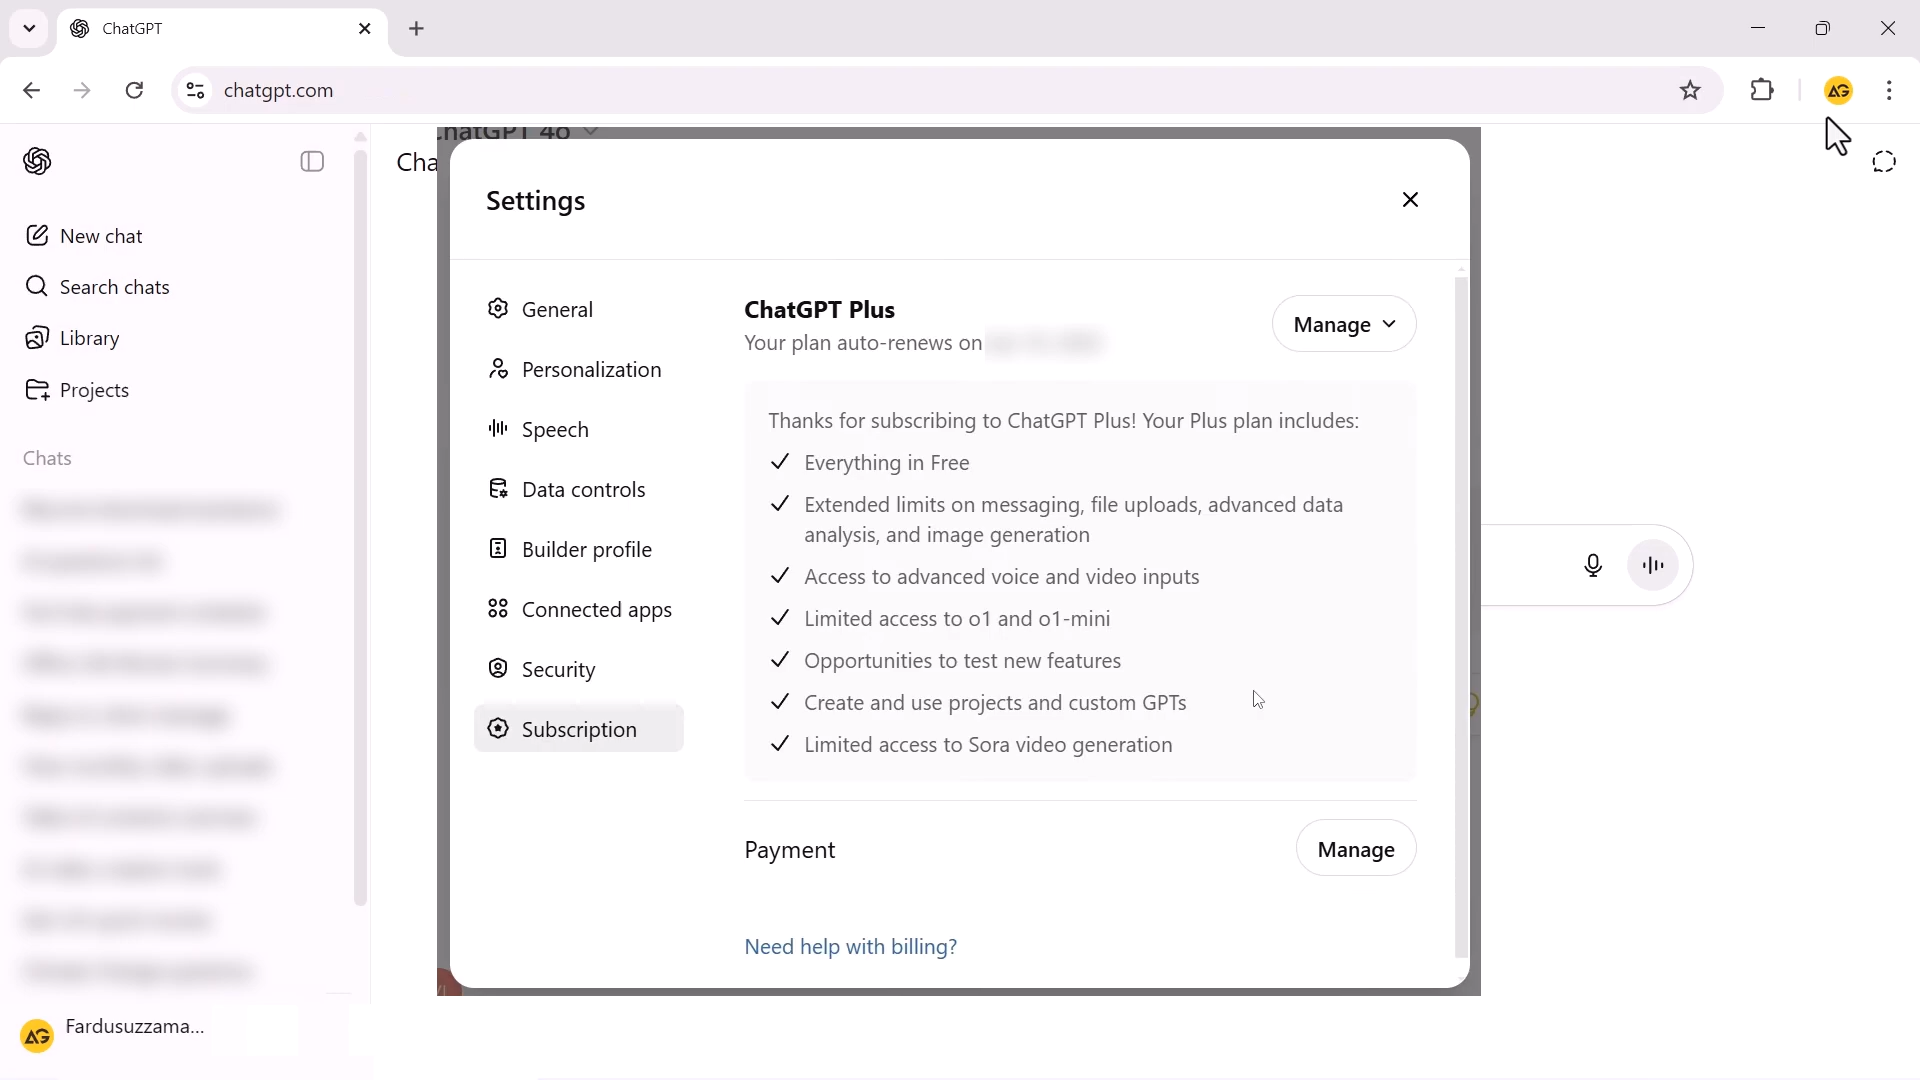 ChatGPT
chatgpt.com
ChatGPT 4o
Cha
New chat
Search chats
Library
Projects
Chats
Fardusuzzama...
Settings
General
Personalization
Speech
Data controls
Builder profile
Connected apps
Security
Subscription
ChatGPT Plus
Your plan auto-renews on
Manage
Thanks for subscribing to ChatGPT Plus! Your Plus plan includes:
Everything in Free
Extended limits on messaging, file uploads, advanced data
analysis, and image generation
Access to advanced voice and video inputs
Limited access to o1 and o1-mini
Opportunities to test new features
Create and use projects and custom GPTs
Limited access to Sora video generation
Payment
Manage
Need help with billing?